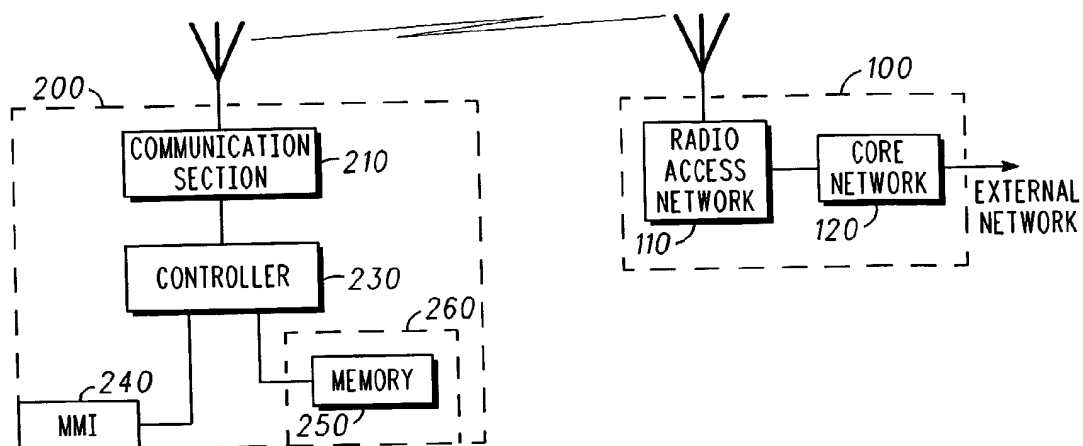 200
COMMUNICATION
SECTION
210
CONTROLLER
230
260
MEMORY
250
240
MMI
100
RADIO
ACCESS
NETWORK
110
CORE
NETWORK
120
EXTERNAL
NETWORK